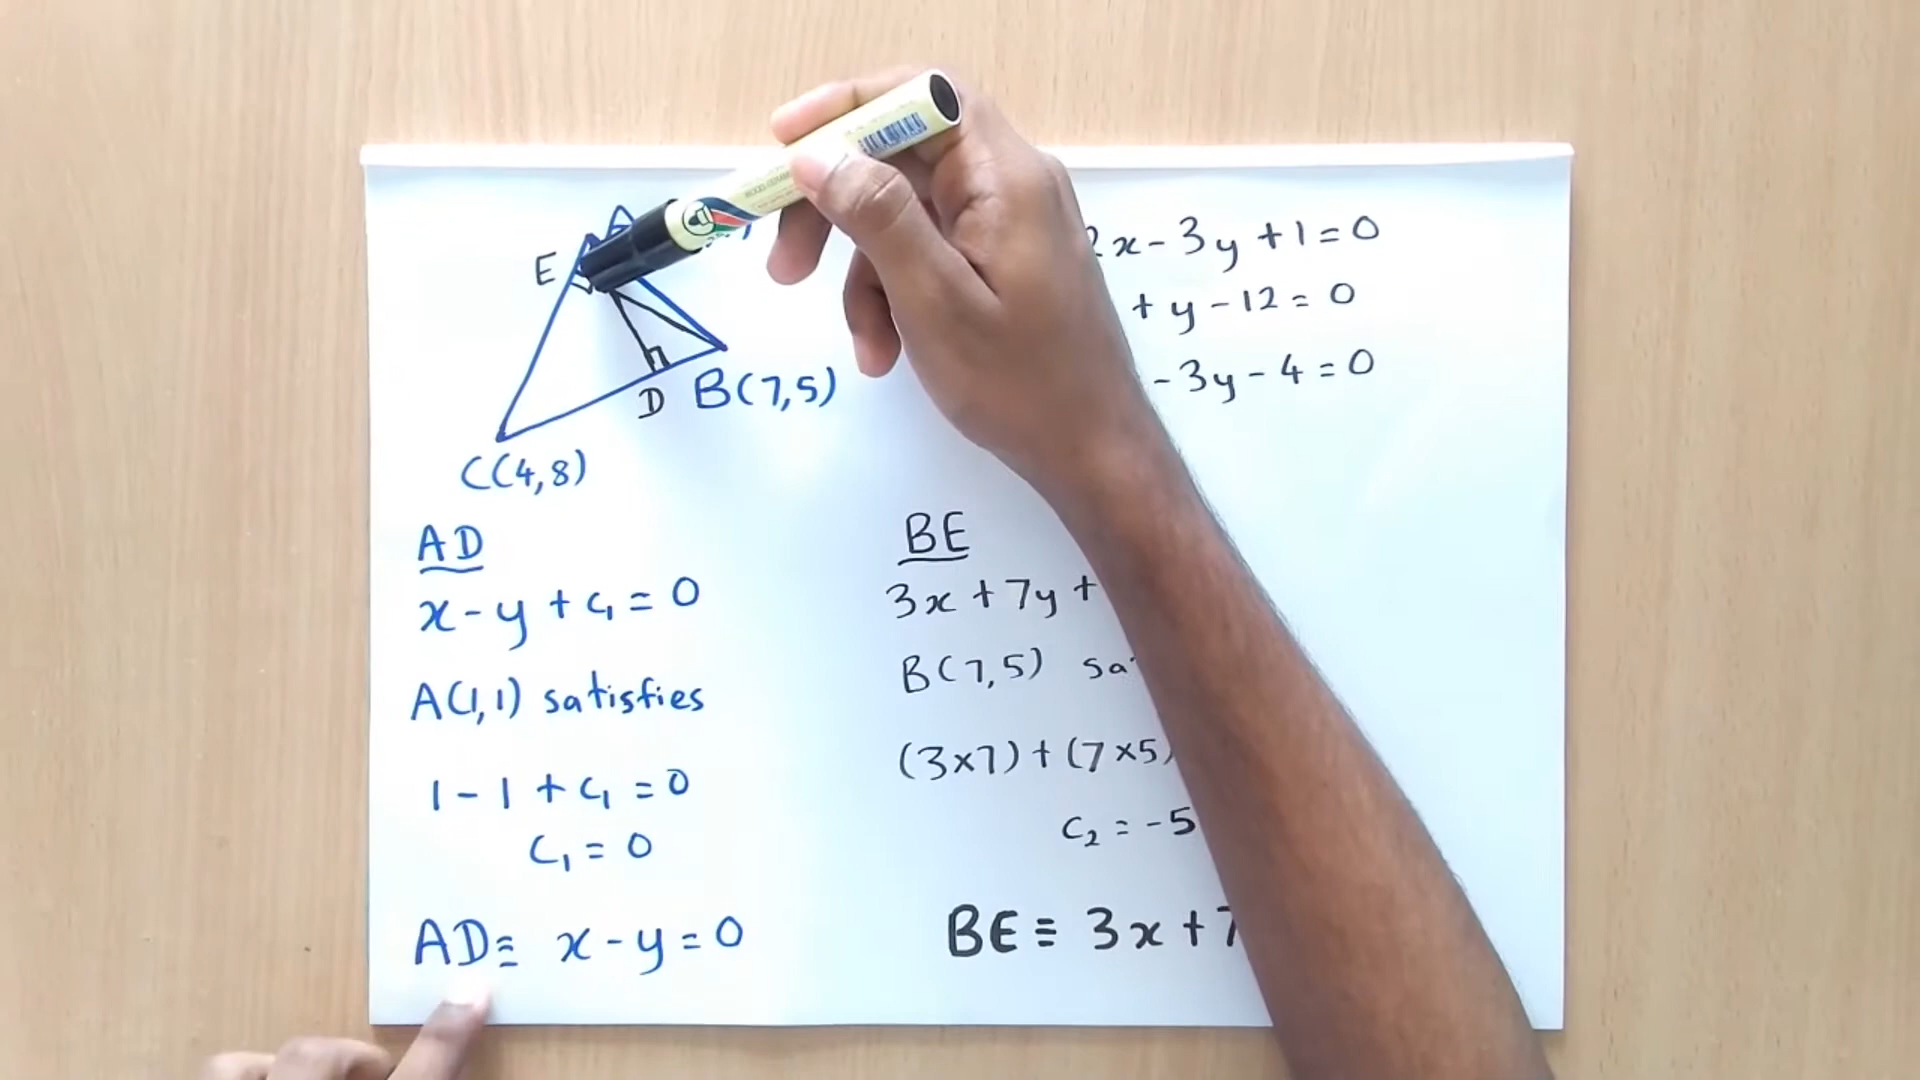 E
D B(7,5)
C(4,8)
2x - 3y + 1 = 0
+ y - 12 = 0
- 3y - 4 = 0
AD
x - y + c₁ = 0
A(1,1) satisfies
1 - 1 + c₁ = 0
c₁ = 0
AD ≡ x - y = 0
BE
3x + 7y +
B(7,5) sa
(3×7) + (7×5)
c₂ = -5
BE ≡ 3x + 7